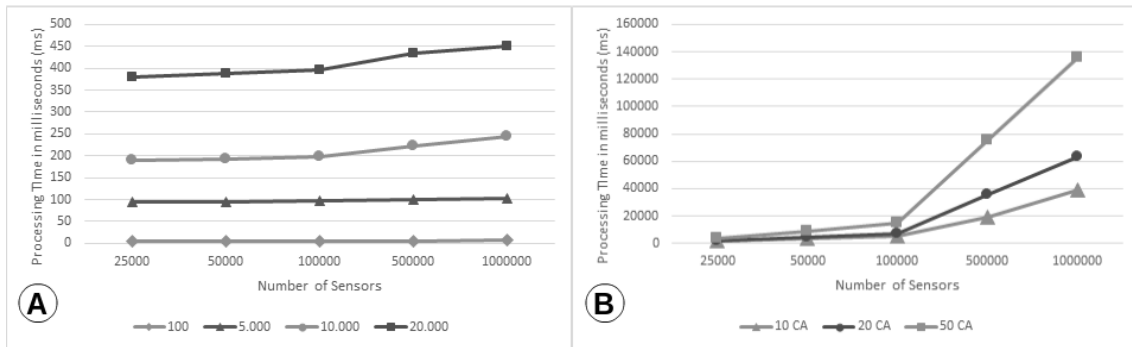 Processing Time in milliseconds (ms)
500
450
400
350
300
250
200
150
100
50
0
25000 50000 100000 500000 1000000
Number of Sensors
100 5.000 10.000 20.000
A
Processing Time in milliseconds (ms)
160000
140000
120000
100000
80000
60000
40000
20000
0
25000 50000 100000 500000 1000000
Number of Sensors
10 CA 20 CA 50 CA
B